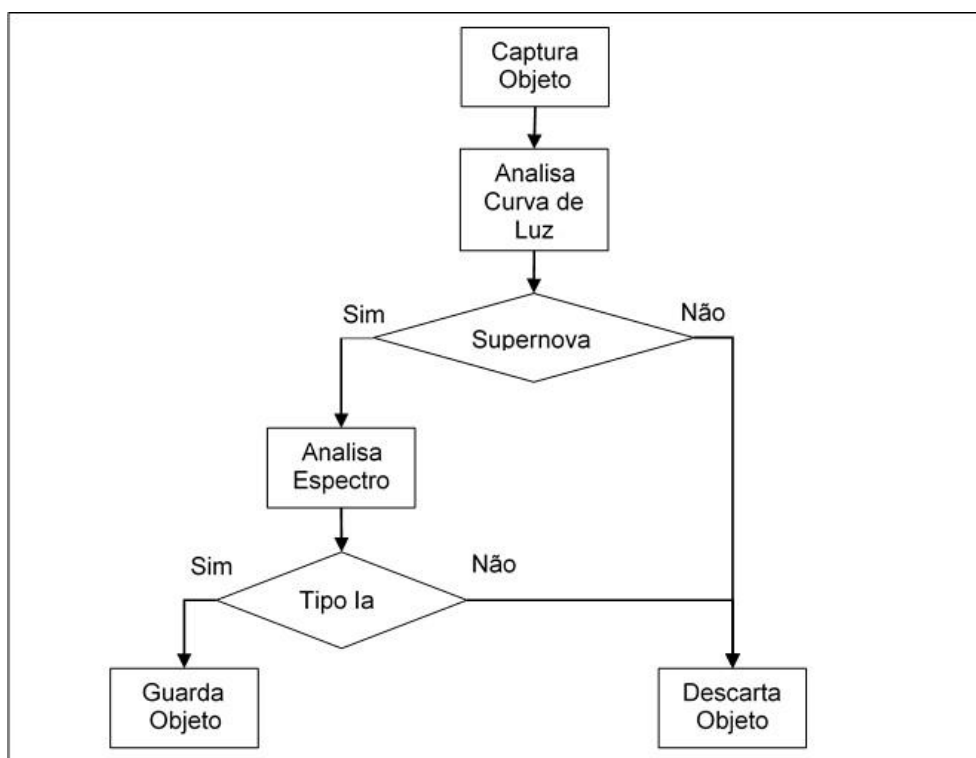 Captura
Objeto
Analisa
Curva de
Luz
Sim
Não
Supernova
Analisa
Espectro
Sim
Não
Tipo Ia
Guarda
Objeto
Descarta
Objeto